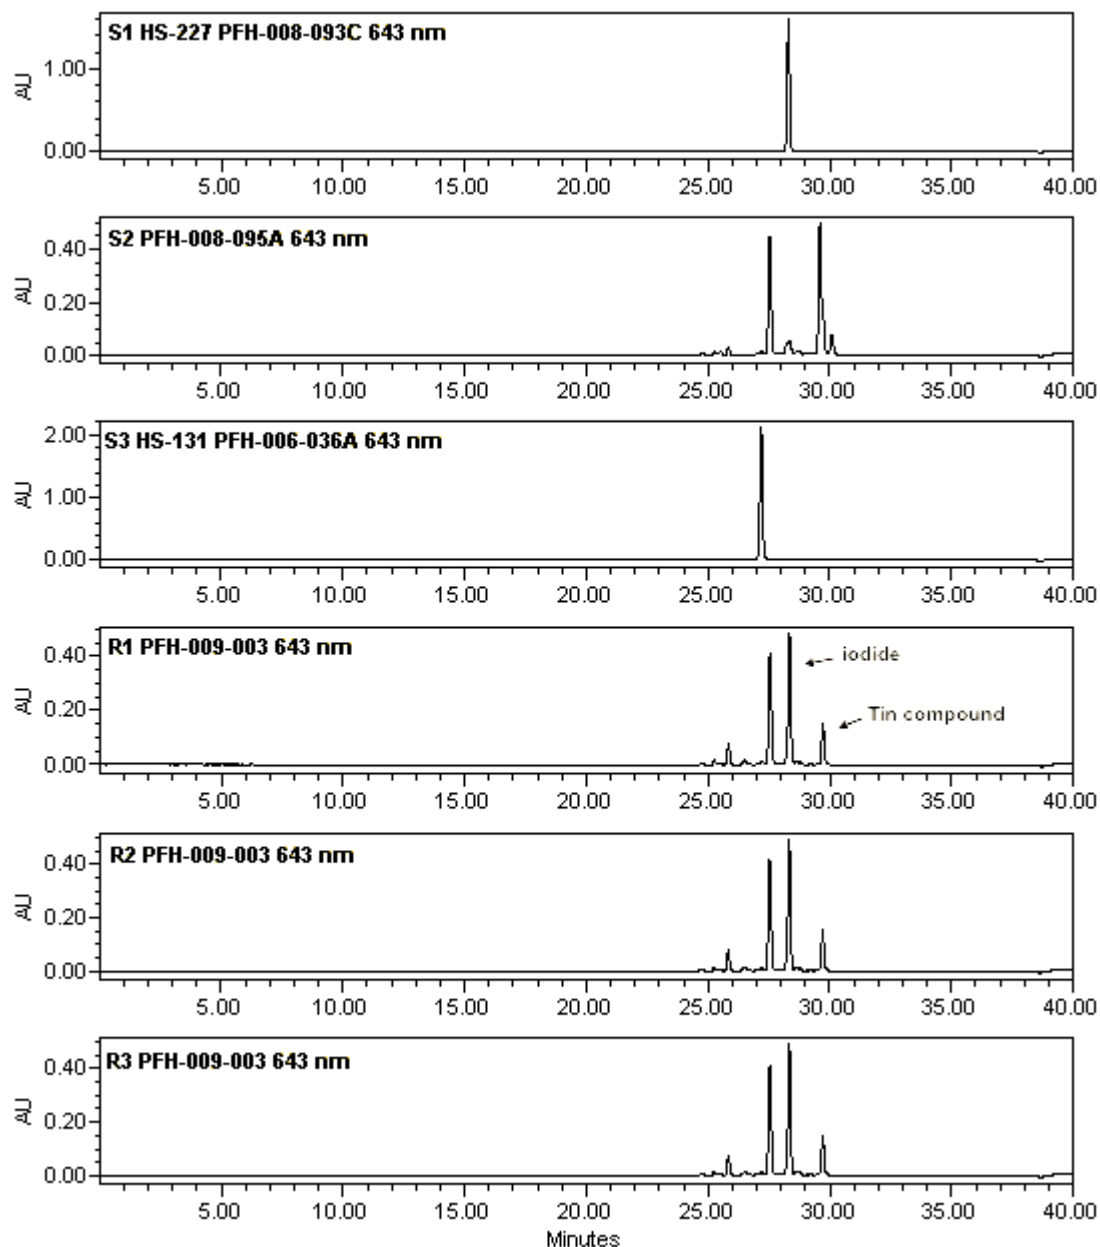 S1 HS-227 PFH-008-093C 643 nm
AU
1.00
0.00
5.00 10.00 15.00 20.00 25.00 30.00 35.00 40.00
S2 PFH-008-095A 643 nm
AU
0.40
0.20
0.00
5.00 10.00 15.00 20.00 25.00 30.00 35.00 40.00
S3 HS-131 PFH-006-036A 643 nm
AU
2.00
1.00
0.00
5.00 10.00 15.00 20.00 25.00 30.00 35.00 40.00
R1 PFH-009-003 643 nm
iodide
Tin compound
AU
0.40
0.20
0.00
5.00 10.00 15.00 20.00 25.00 30.00 35.00 40.00
R2 PFH-009-003 643 nm
AU
0.40
0.20
0.00
5.00 10.00 15.00 20.00 25.00 30.00 35.00 40.00
R3 PFH-009-003 643 nm
AU
0.40
0.20
0.00
5.00 10.00 15.00 20.00 25.00 30.00 35.00 40.00
Minutes